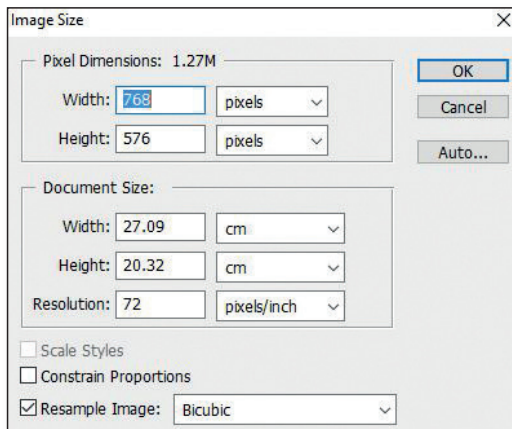 Image Size
Pixel Dimensions: 1.27M
OK
Width: 768 pixels
Cancel
Height: 576 pixels
Auto...
Document Size:
Width: 27.09 cm
Height: 20.32 cm
Resolution: 72 pixels/inch
Scale Styles
Constrain Proportions
Resample Image: Bicubic